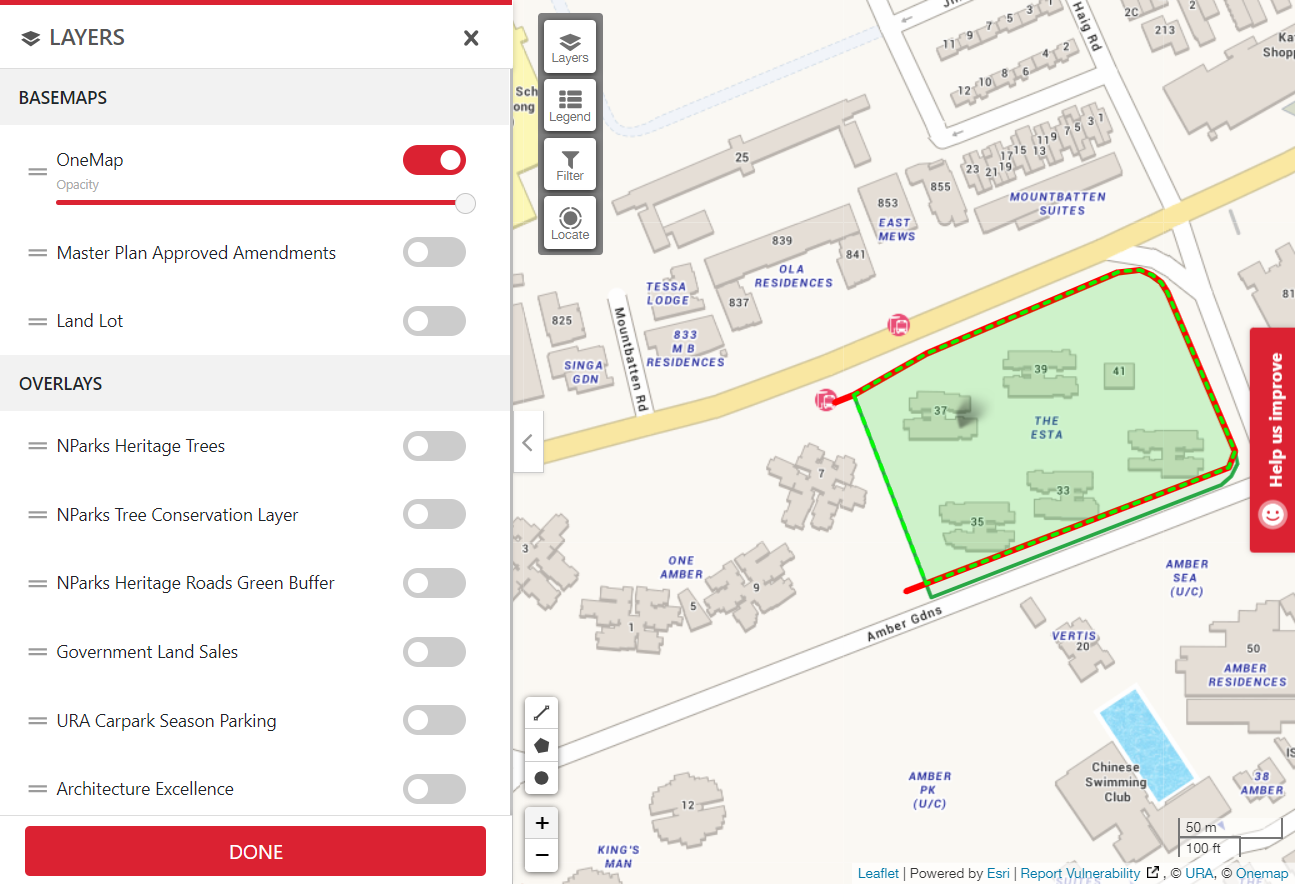 LAYERS
BASEMAPS
OneMap
Opacity
Master Plan Approved Amendments
Land Lot
OVERLAYS
NParks Heritage Trees
NParks Tree Conservation Layer
NParks Heritage Roads Green Buffer
Government Land Sales
URA Carpark Season Parking
Architecture Excellence
DONE
Layers
Legend
Filter
Locate
Sch
ong
Haig Rd
2C
2
213
Ka
Shopp
11
9
7
5
3
1
12
10
8
6
4
2
23
21
19
17
15
13
119
7
5
3
1
MOUNTBATTEN
SUITES
25
855
853
EAST
MEWS
839
841
OLA
RESIDENCES
837
TESSA
LODGE
833
M B
RESIDENCES
825
SINGA
GDN
Mountbatten Rd
81
39
41
37
THE
ESTA
33
35
7
3
ONE
AMBER
9
5
1
Amber Gdns
AMBER
SEA
(U/C)
VERTIS
20
50
AMBER
RESIDENCES
Chinese
Swimming
Club
AMBER
PK
(U/C)
38
AMBER
IS
12
KING'S
MAN
SUITES
Help us improve
+
−
50 m
100 ft
Leaflet | Powered by Esri | Report Vulnerability , © URA, © Onemap